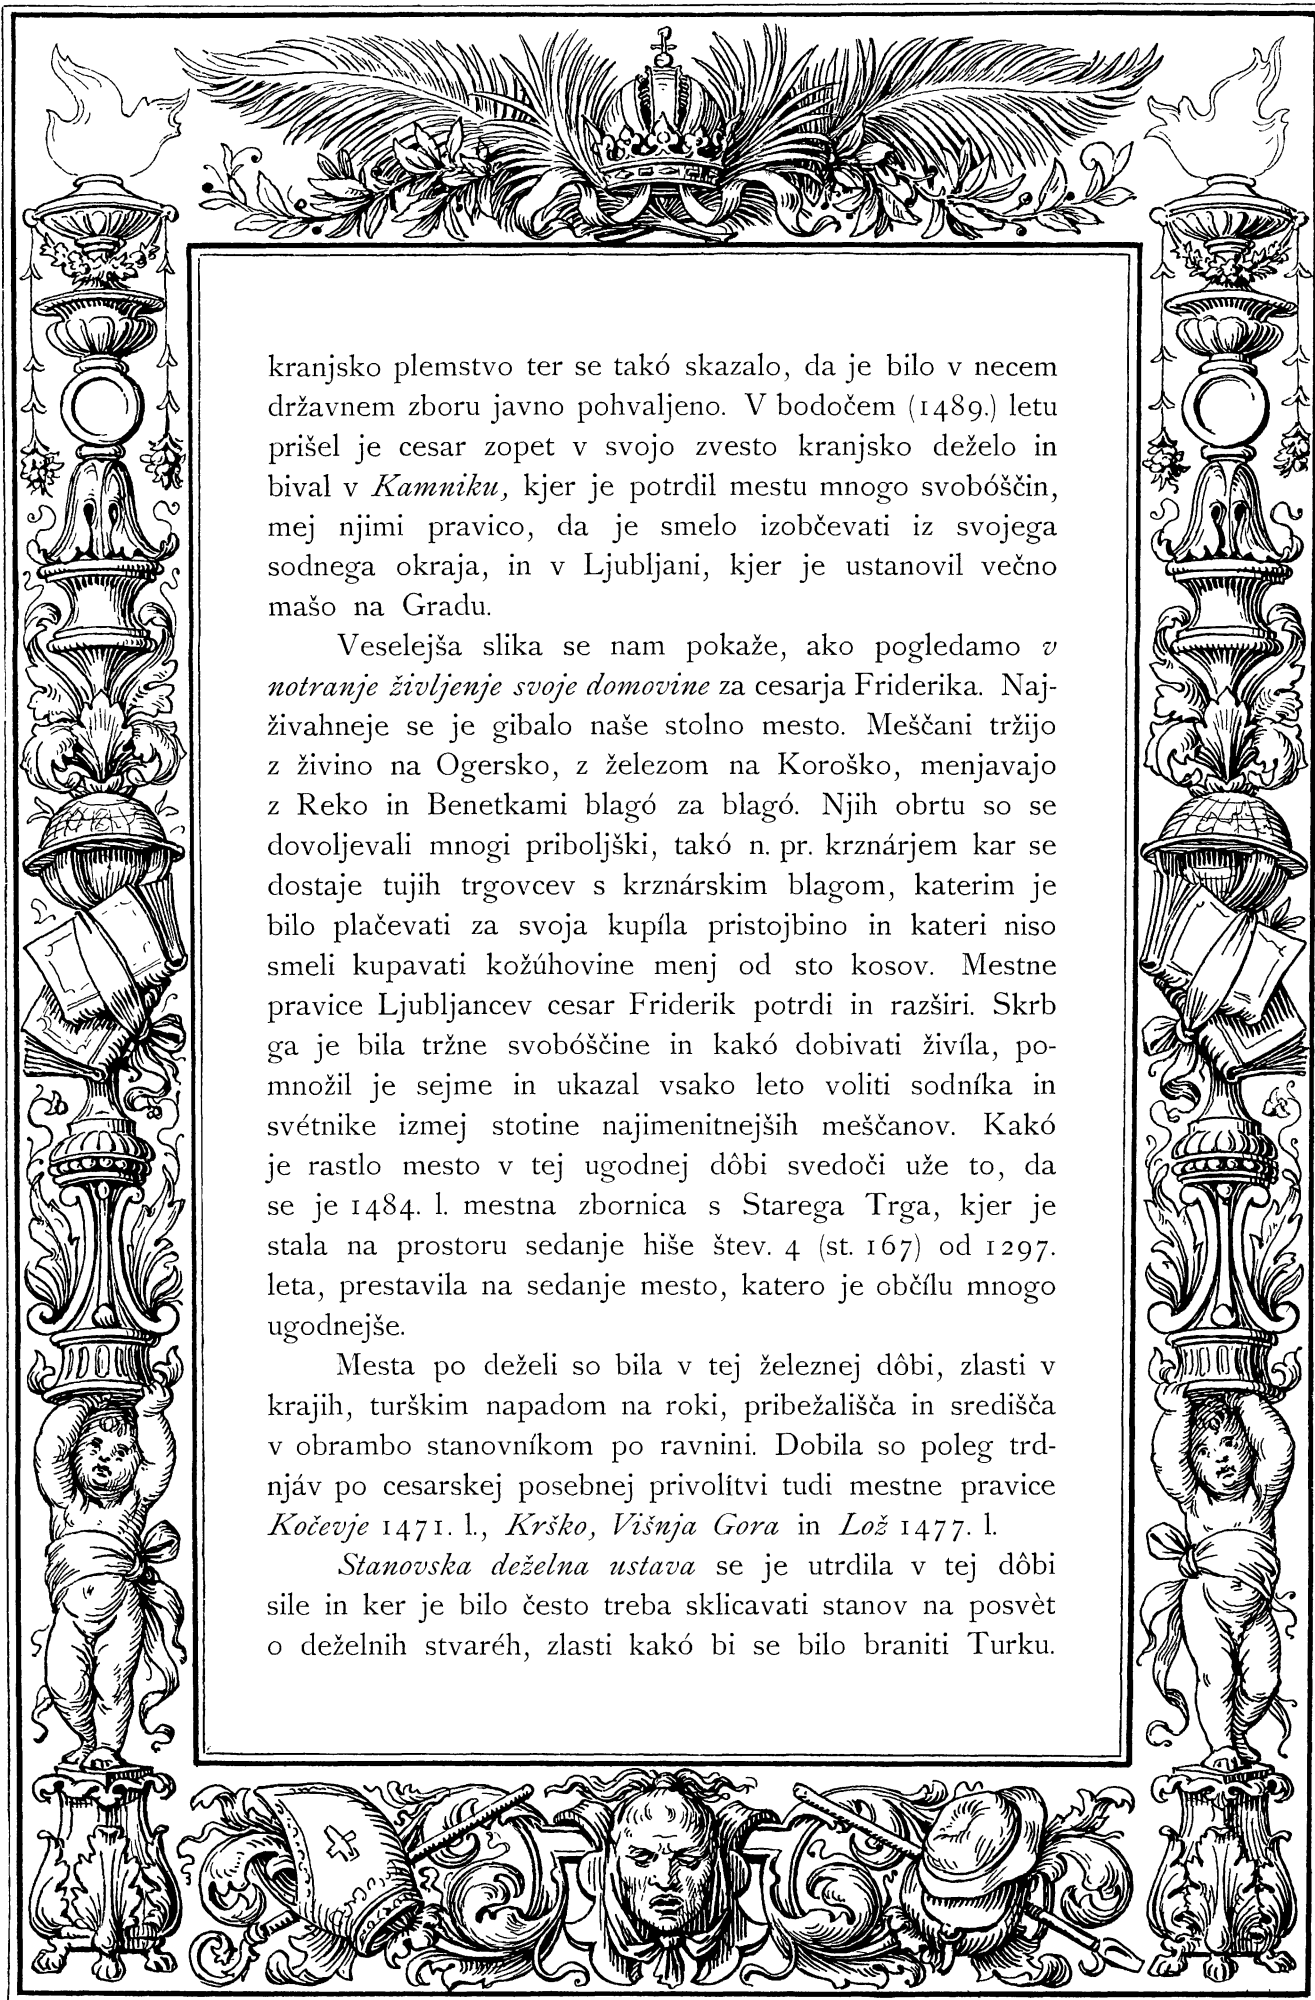 kranjsko plemstvo ter se takó skazalo, da je bilo v necem
državnem zboru javno pohvaljeno. V bodočem (1489.) letu
prišel je cesar zopet v svojo zvesto kranjsko deželo in
bival v Kamniku, kjer je potrdil mestu mnogo svobóščin,
mej njimi pravico, da je smelo izobčevati iz svojega
sodnega okraja, in v Ljubljani, kjer je ustanovil večno
mašo na Gradu.
Veselejša slika se nam pokaže, ako pogledamo v
notranje življenje svoje domovine za cesarja Friderika. Naj-
živahneje se je gibalo naše stolno mesto. Meščani tržijo
z živino na Ogersko, z železom na Koroško, menjavajo
z Reko in Benetkami blagó za blagó. Njih obrtu so se
dovoljevali mnogi priboljški, takó n. pr. krznárjem kar se
dostaje tujih trgovcev s krznárskim blagom, katerim je
bilo plačevati za svoja kupíla pristojbino in kateri niso
smeli kupavati kožúhovine menj od sto kosov. Mestne
pravice Ljubljancev cesar Friderik potrdi in razširi. Skrb
ga je bila tržne svobóščine in kakó dobivati živíla, po-
množil je sejme in ukazal vsako leto voliti sodníka in
svétnike izmej stotine najimenitnejših meščanov. Kakó
je rastlo mesto v tej ugodnej dôbi svedoči uže to, da
se je 1484. l. mestna zbornica s Starega Trga, kjer je
stala na prostoru sedanje hiše štev. 4 (st. 167) od 1297.
leta, prestavila na sedanje mesto, katero je občílu mnogo
ugodnejše.
Mesta po deželi so bila v tej železnej dôbi, zlasti v
krajih, turškim napadom na roki, pribežališča in središča
v obrambo stanovníkom po ravnini. Dobila so poleg trd-
njáv po cesarskej posebnej privolítvi tudi mestne pravice
Kočevje 1471. l., Krško, Višnja Gora in Lož 1477. l.
Stanovska deželna ustava se je utrdila v tej dôbi
sile in ker je bilo često treba sklicavati stanov na posvèt
o deželnih stvaréh, zlasti kakó bi se bilo braniti Turku.